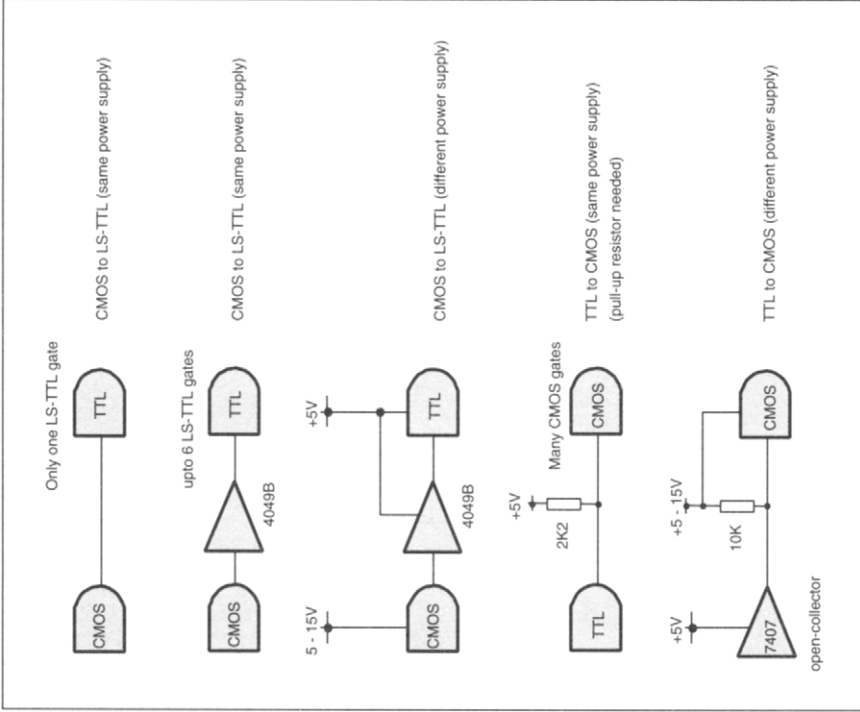 Only one LS-TTL gate
CMOS
TTL
CMOS to LS-TTL (same power supply)
upto 6 LS-TTL gates
CMOS
4049B
TTL
CMOS to LS-TTL (same power supply)
5 - 15V
+5V
CMOS
4049B
TTL
CMOS to LS-TTL (different power supply)
+5V
Many CMOS gates
2K2
TTL
CMOS
TTL to CMOS (same power supply)
(pull-up resistor needed)
+5V
+5 - 15V
10K
7407
CMOS
open-collector
TTL to CMOS (different power supply)